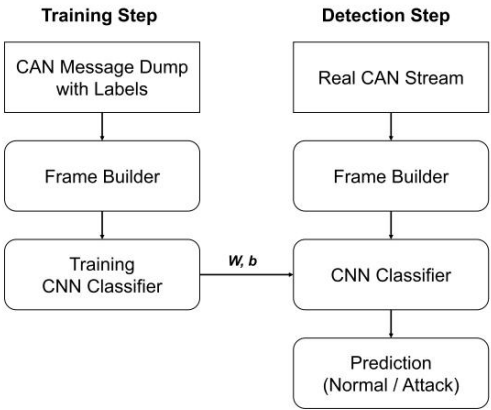 Training Step
CAN Message Dump
with Labels
Frame Builder
Training
CNN Classifier
W, b
Detection Step
Real CAN Stream
Frame Builder
CNN Classifier
Prediction
(Normal / Attack)